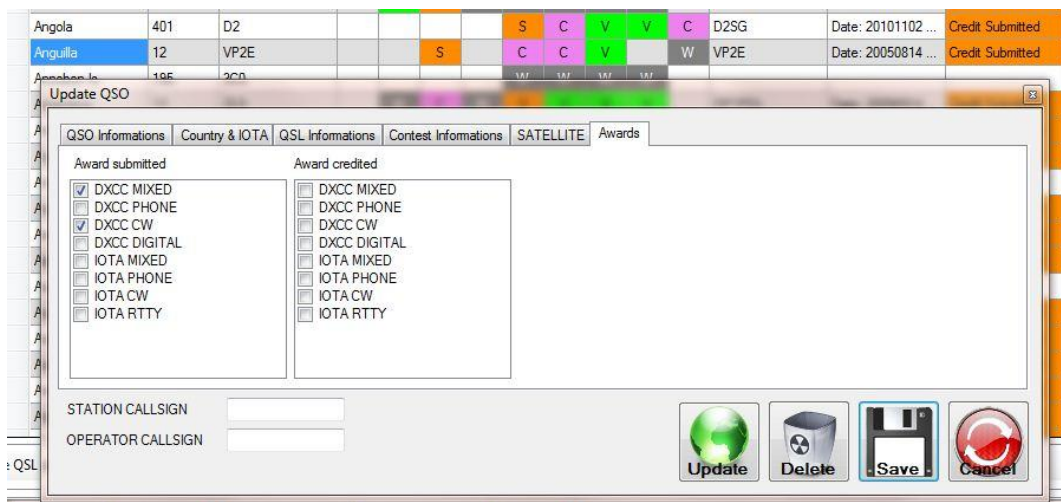 Angola 401 D2 S C V V C D2SG Date: 20101102 ... Credit Submitted
Anguilla 12 VP2E S C C V W VP2E Date: 20050814 ... Credit Submitted
195 3C0 W W W W
Update QSO
QSO Informations Country & IOTA QSL Informations Contest Informations SATELLITE Awards
Award submitted Award credited
DXCC MIXED DXCC MIXED
DXCC PHONE DXCC PHONE
DXCC CW DXCC CW
DXCC DIGITAL DXCC DIGITAL
IOTA MIXED IOTA MIXED
IOTA PHONE IOTA PHONE
IOTA CW IOTA CW
IOTA RTTY IOTA RTTY
STATION CALLSIGN
OPERATOR CALLSIGN
QSL
Update Delete Save Cancel